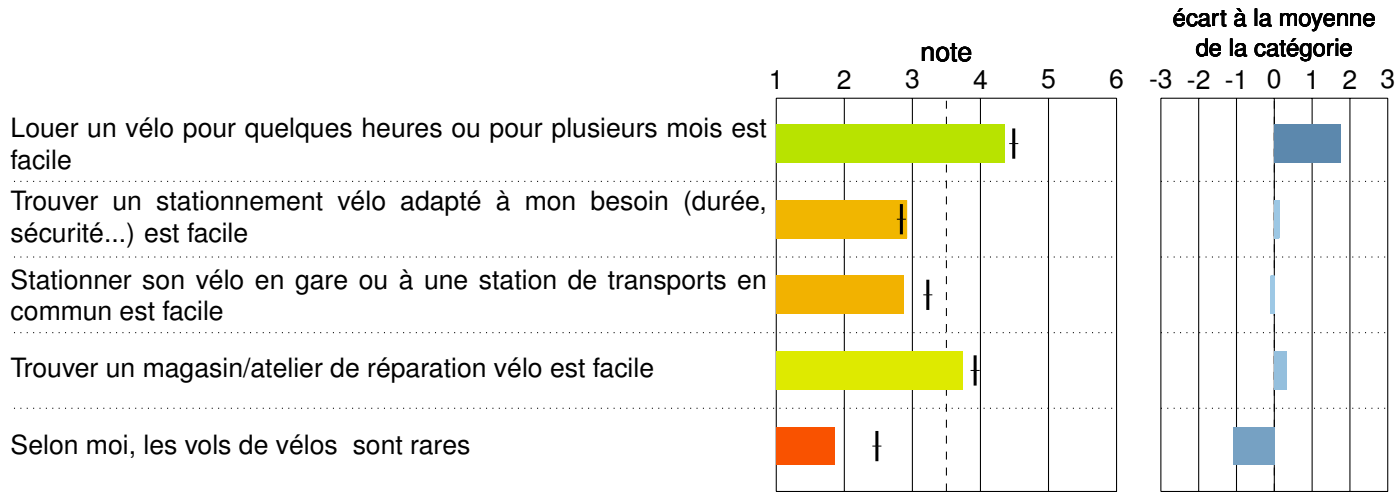 écart à la moyenne
de la catégorie
note
1 2 3 4 5 6
-3 -2 -1 0 1 2 3
Louer un vélo pour quelques heures ou pour plusieurs mois est
facile
Trouver un stationnement vélo adapté à mon besoin (durée,
sécurité...) est facile
Stationner son vélo en gare ou à une station de transports en
commun est facile
Trouver un magasin/atelier de réparation vélo est facile
Selon moi, les vols de vélos sont rares